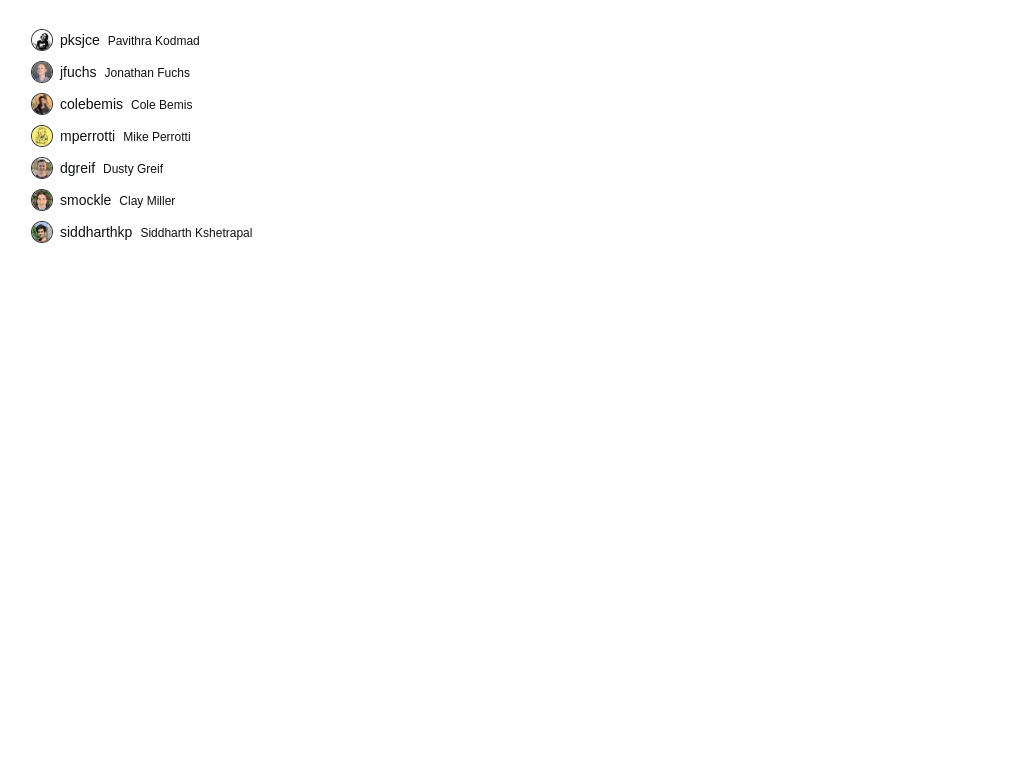 pksjce Pavithra Kodmad
jfuchs Jonathan Fuchs
colebemis Cole Bemis
mperrotti Mike Perrotti
dgreif Dusty Greif
smockle Clay Miller
siddharthkp Siddharth Kshetrapal